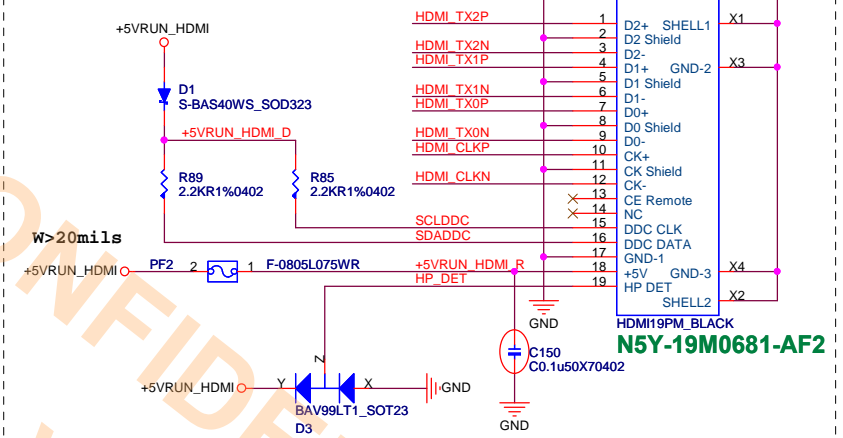 +5VRUN_HDMI
D1
S-BAS40WS_SOD323
+5VRUN_HDMI_D
R89
2.2KR1%0402
R85
2.2KR1%0402
W>20mils
+5VRUN_HDMI
PF2
2
1
F-0805L075WR
HDMI_TX2P
HDMI_TX2N
HDMI_TX1P
HDMI_TX1N
HDMI_TX0P
HDMI_TX0N
HDMI_CLKP
HDMI_CLKN
SCLDDC
SDADDC
+5VRUN_HDMI_R
HP_DET
1 D2+ SHELL1 X1
2 D2 Shield
3 D2-
4 D1+ GND-2 X3
5 D1 Shield
6 D1-
7 D0+
8 D0 Shield
9 D0-
10 CK+
11 CK Shield
12 CK-
13 CE Remote
14 NC
15 DDC CLK
16 DDC DATA
17 GND-1
18 +5V GND-3 X4
19 HP DET
SHELL2 X2
HDMI19PM_BLACK
N5Y-19M0681-AF2
GND
C150
C0.1u50X70402
GND
+5VRUN_HDMI
Y
Z
X
GND
BAV99LT1_SOT23
D3